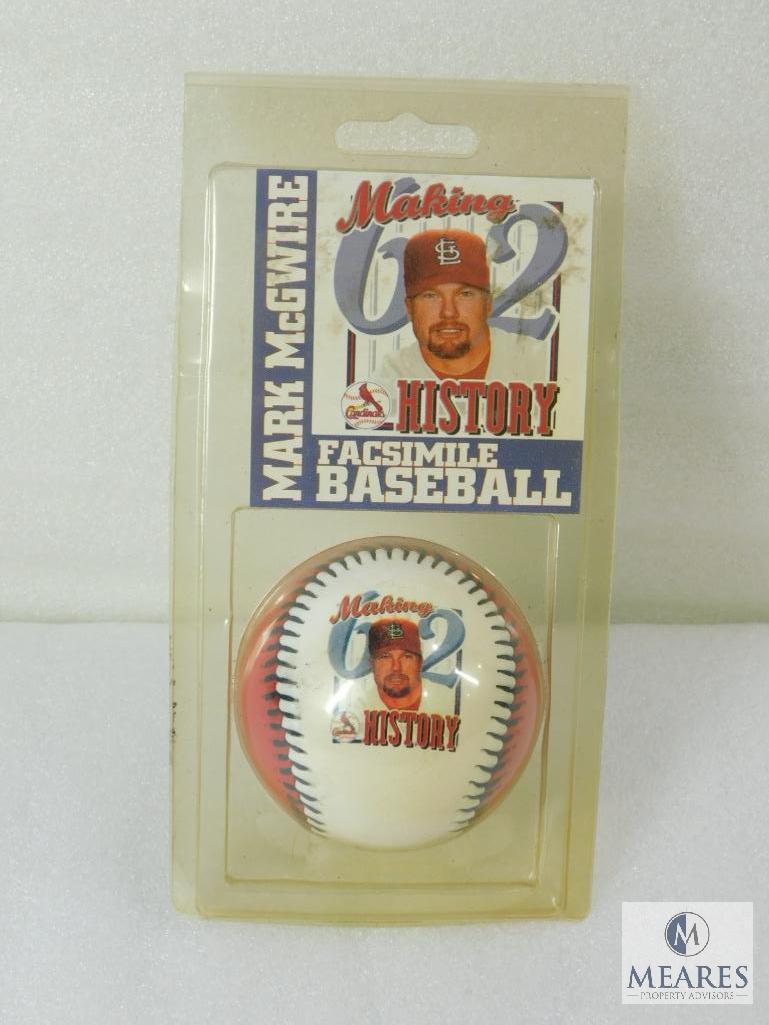 MARK McGWIRE
Making
62
HISTORY
Cardinals
FACSIMILE
BASEBALL
Making
62
HISTORY
M
MEARES
PROPERTY ADVISORS